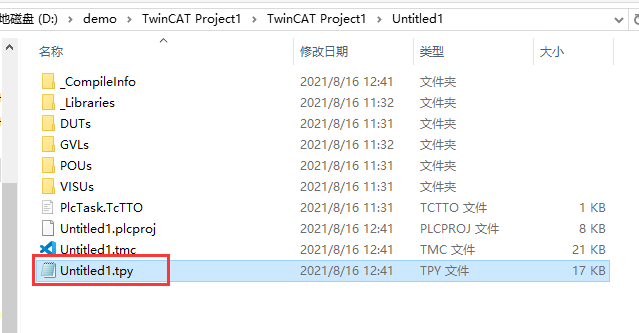 地磁盘 (D:) › demo › TwinCAT Project1 › TwinCAT Project1 › Untitled1
名称 修改日期 类型 大小
_CompileInfo 2021/8/16 12:41 文件夹
_Libraries 2021/8/16 11:32 文件夹
DUTs 2021/8/16 11:31 文件夹
GVLs 2021/8/16 11:32 文件夹
POUs 2021/8/16 11:31 文件夹
VISUs 2021/8/16 11:31 文件夹
PlcTask.TcTTO 2021/8/16 11:31 TCTTO 文件 1 KB
Untitled1.plcproj 2021/8/16 12:41 PLCPROJ 文件 8 KB
Untitled1.tmc 2021/8/16 12:41 TMC 文件 21 KB
Untitled1.tpy 2021/8/16 12:41 TPY 文件 17 KB